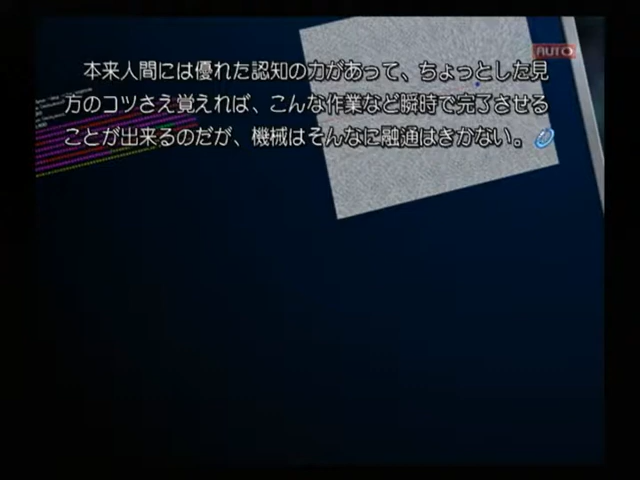 AUTO
本来人間には優れた認知の力があって、ちょっとした見
方のコツさえ覚えれば、こんな作業など瞬時で完了させる
ことが出来るのだが、機械はそんなに融通はきかない。